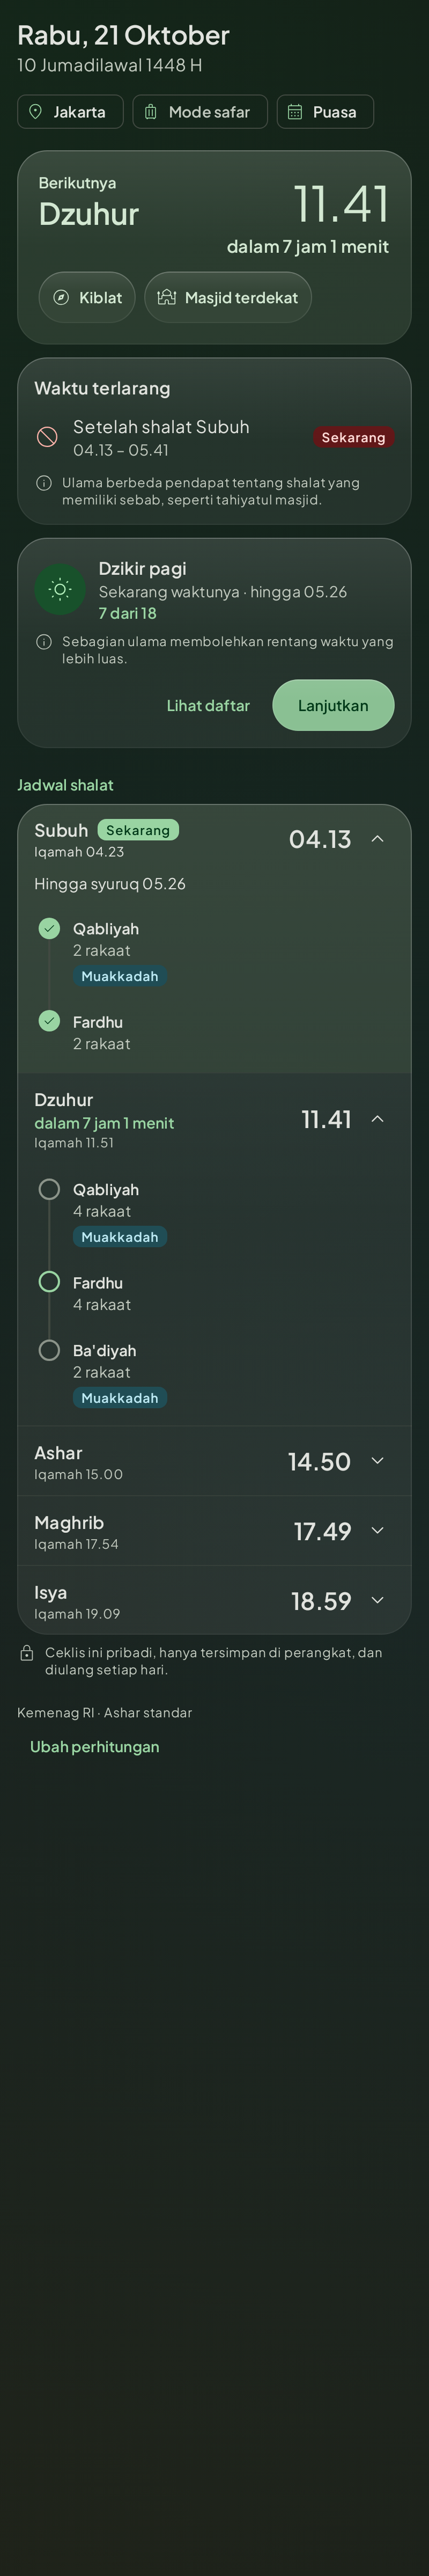 Rabu, 21 Oktober
10 Jumadilawal 1448 H
Jakarta
Mode safar
Puasa
Berikutnya
Dzuhur
11.41
dalam 7 jam 1 menit
Kiblat
Masjid terdekat
Waktu terlarang
Setelah shalat Subuh
04.13 – 05.41
Sekarang
Ulama berbeda pendapat tentang shalat yang
memiliki sebab, seperti tahiyatul masjid.
Dzikir pagi
Sekarang waktunya · hingga 05.26
7 dari 18
Sebagian ulama membolehkan rentang waktu yang
lebih luas.
Lihat daftar
Lanjutkan
Jadwal shalat
Subuh
Sekarang
04.13
Iqamah 04.23
Hingga syuruq 05.26
Qabliyah
2 rakaat
Muakkadah
Fardhu
2 rakaat
Dzuhur
dalam 7 jam 1 menit
11.41
Iqamah 11.51
Qabliyah
4 rakaat
Muakkadah
Fardhu
4 rakaat
Ba'diyah
2 rakaat
Muakkadah
Ashar
14.50
Iqamah 15.00
Maghrib
17.49
Iqamah 17.54
Isya
18.59
Iqamah 19.09
Ceklis ini pribadi, hanya tersimpan di perangkat, dan
diulang setiap hari.
Kemenag RI · Ashar standar
Ubah perhitungan